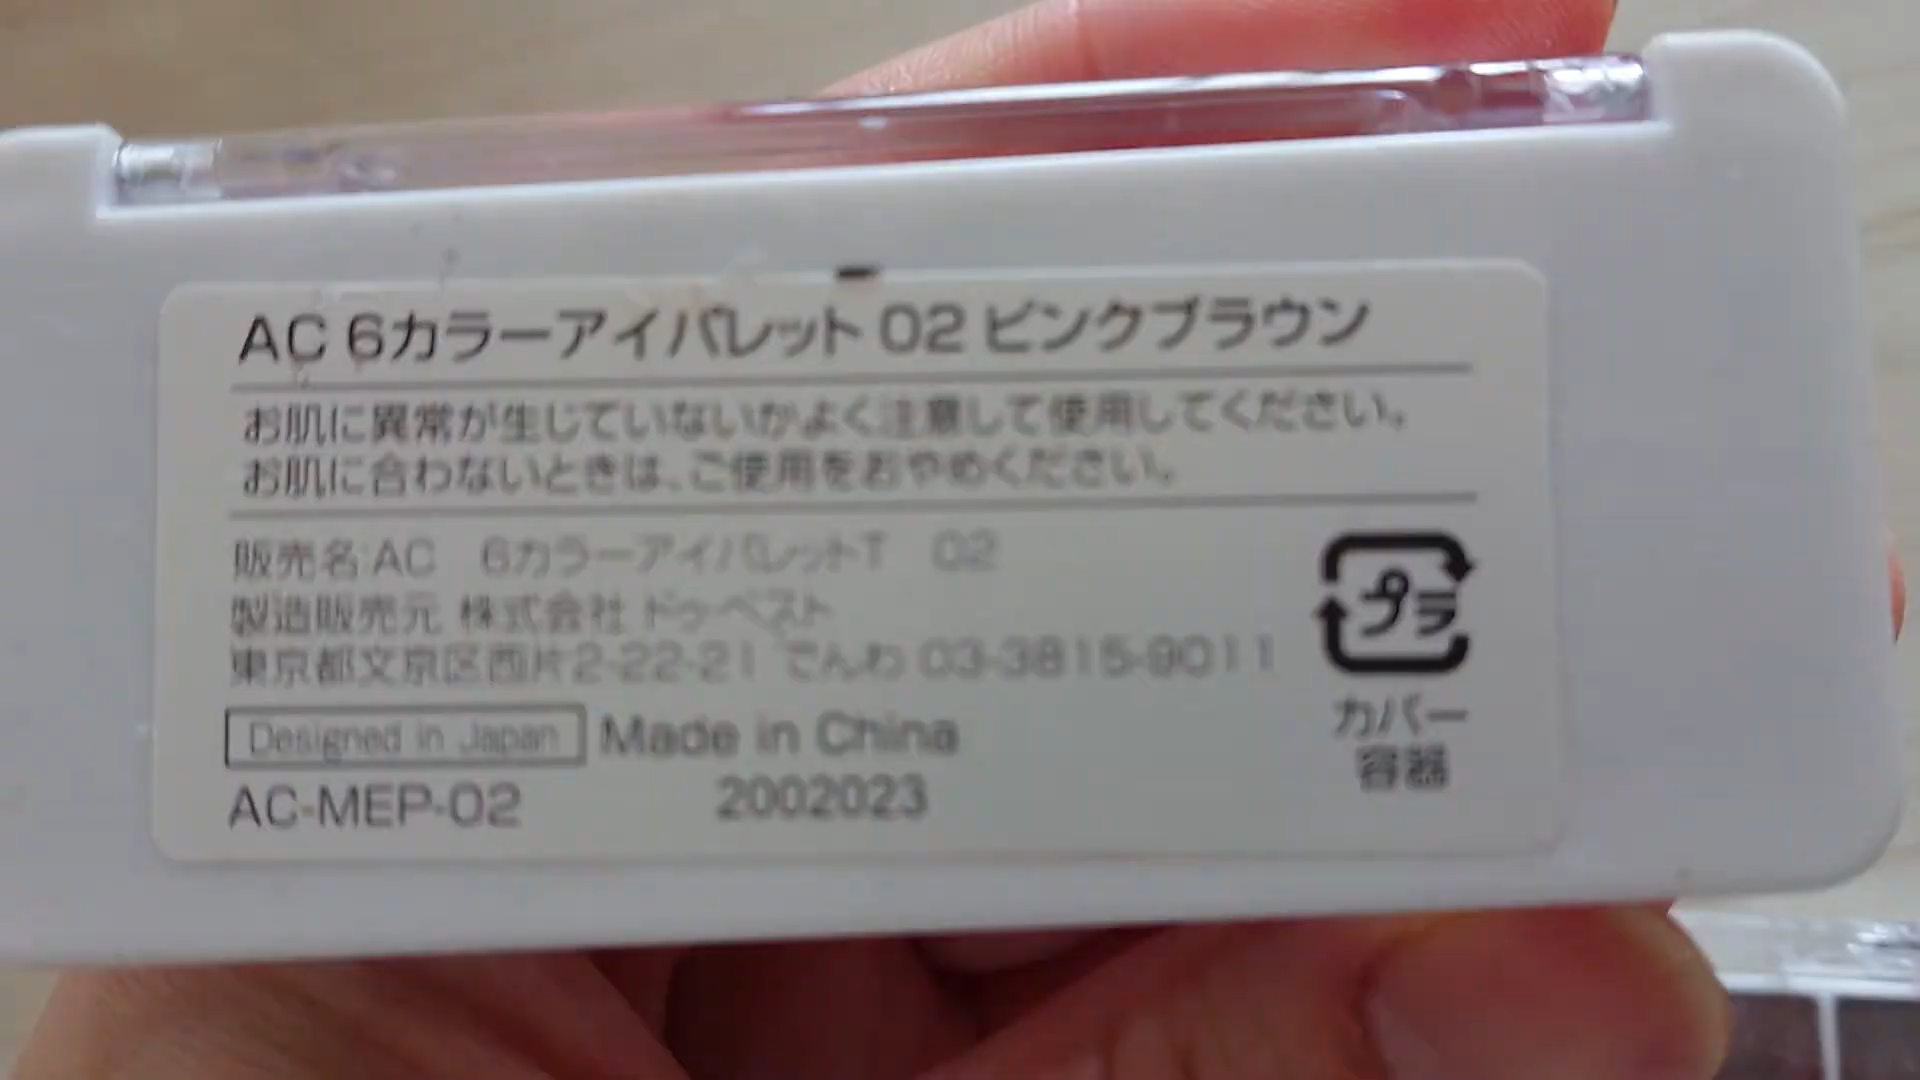 AC 6カラーアイパレット 02 ピンクブラウン
お肌に異常が生じていないかよく注意して使用してください。
お肌に合わないときは、ご使用をおやめください。
販売名:AC 6カラーアイパレットT 02
製造販売元 株式会社 ドゥ・ベスト
東京都文京区西片2-22-21 でんわ 03-3815-9011
Designed in Japan Made in China
AC-MEP-02 2002023
プラ
カバー
容器